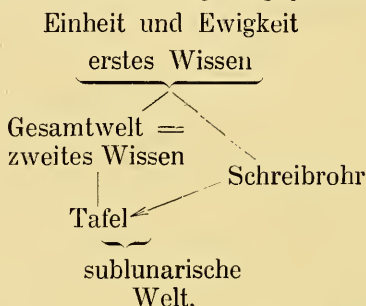 Einheit und Ewigkeit
erstes Wissen
Gesamtwelt =
zweites Wissen
Schreibrohr
Tafel
sublunarische
Welt.